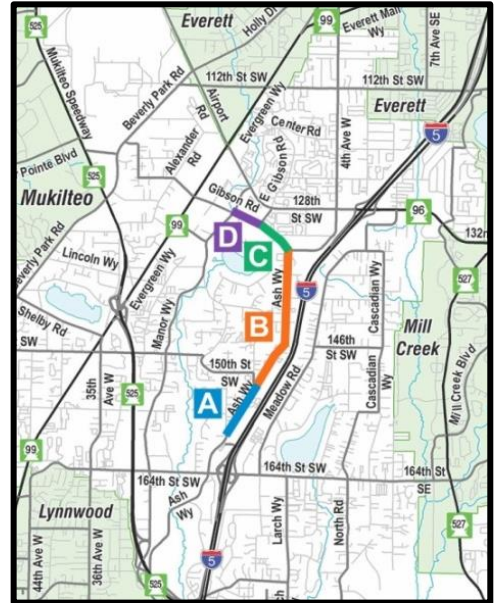 525
Everett
Holly Dr
99
Everett Mall
Wy
7th Ave SE
Mukilteo Speedway
Beverly Park Rd
Airport
Rd
Evergreen Wy
112th St SW
112th St SW
Center Rd
4th Ave W
Everett
5
Alexander
Rd
Pointe Blvd
525
Gibson Rd
E Gibson Rd
128th
St SW
96
132n
Mukilteo
99
D
C
Beverly Park Rd
Lincoln Wy
Evergreen Wy
Manor Wy
Ash Wy
5
Cascadian Wy
527
Shelby Rd
B
Mill
Creek
SW
35th
Ave W
525
150th St
SW
146th
St SW
Meadow Rd
Cascadian
Wy
Mill Creek Blvd
A
Ash Wy
99
164th St SW
164th St SW
164th St
SE
Ash
Wy
Lynnwood
Larch Wy
North Rd
527
44th Ave W
36th Ave W
525
5